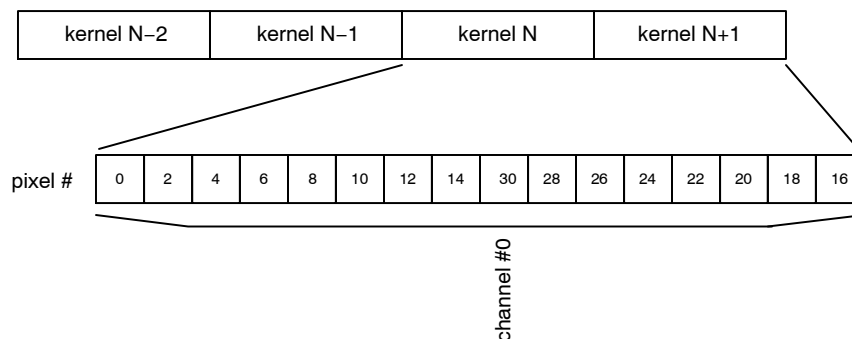 kernel N−2 kernel N−1 kernel N kernel N+1
pixel # 0 2 4 6 8 10 12 14 30 28 26 24 22 20 18 16
channel #0